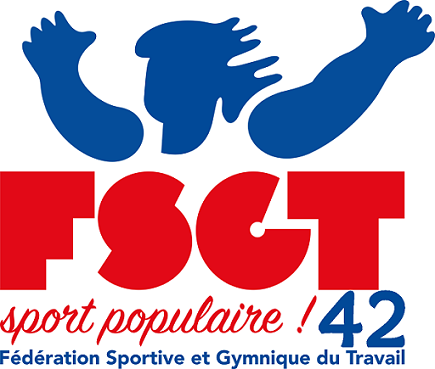 FSGT
sport populaire ! 42
Fédération Sportive et Gymnique du Travail